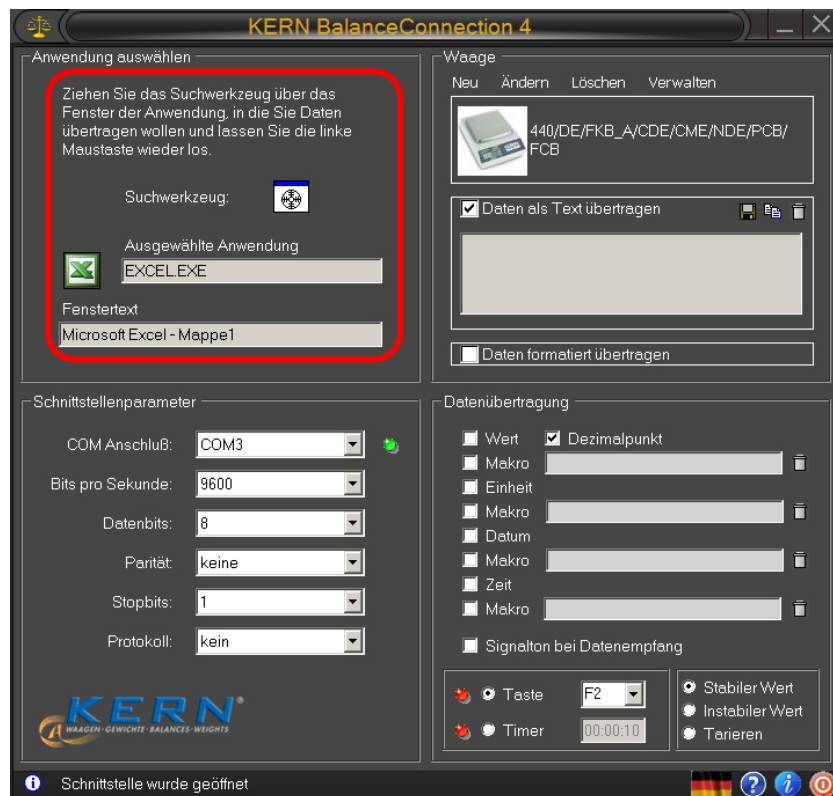 KERN BalanceConnection 4
Anwendung auswählen
Ziehen Sie das Suchwerkzeug über das
Fenster der Anwendung, in die Sie Daten
übertragen wollen und lassen Sie die linke
Maustaste wieder los.
Suchwerkzeug:
Ausgewählte Anwendung
EXCEL.EXE
Fenstertext
Microsoft Excel - Mappe1
Waage
Neu Ändern Löschen Verwalten
440/DE/FKB_A/CDE/CME/NDE/PCB/
FCB
Daten als Text übertragen
Daten formatiert übertragen
Schnittstellenparameter
COM Anschluß: COM3
Bits pro Sekunde: 9600
Datenbits: 8
Parität: keine
Stopbits: 1
Protokoll: kein
KERN
WAAGEN · GEWICHTE · BALANCES · WEIGHTS
Datenübertragung
Wert Dezimalpunkt
Makro
Einheit
Makro
Datum
Makro
Zeit
Makro
Signalton bei Datenempfang
Taste F2
Timer 00:00:10
Stabiler Wert
Instabiler Wert
Tarieren
Schnittstelle wurde geöffnet